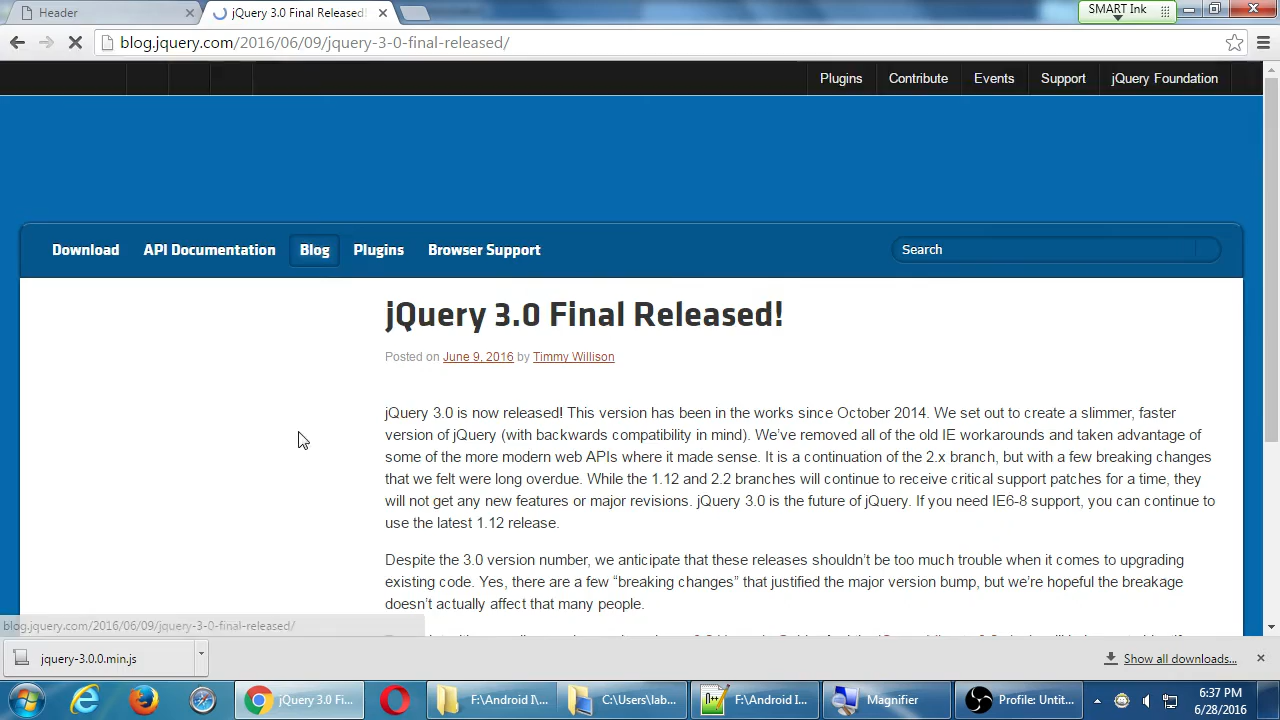 Header
jQuery 3.0 Final Released!
SMART Ink
blog.jquery.com/2016/06/09/jquery-3-0-final-released/
Plugins
Contribute
Events
Support
jQuery Foundation
Download
API Documentation
Blog
Plugins
Browser Support
Search
jQuery 3.0 Final Released!
Posted on June 9, 2016 by Timmy Willison
jQuery 3.0 is now released! This version has been in the works since October 2014. We set out to create a slimmer, faster
version of jQuery (with backwards compatibility in mind). We’ve removed all of the old IE workarounds and taken advantage of
some of the more modern web APIs where it made sense. It is a continuation of the 2.x branch, but with a few breaking changes
that we felt were long overdue. While the 1.12 and 2.2 branches will continue to receive critical support patches for a time, they
will not get any new features or major revisions. jQuery 3.0 is the future of jQuery. If you need IE6-8 support, you can continue to
use the latest 1.12 release.
Despite the 3.0 version number, we anticipate that these releases shouldn’t be too much trouble when it comes to upgrading
existing code. Yes, there are a few “breaking changes” that justified the major version bump, but we’re hopeful the breakage
doesn’t actually affect that many people.
blog.jquery.com/2016/06/09/jquery-3-0-final-released/
jquery-3.0.0.min.js
Show all downloads...
jQuery 3.0 Fi...
F:\Android I\...
C:\Users\lab...
F:\Android I...
Magnifier
Profile: Untit...
6:37 PM
6/28/2016